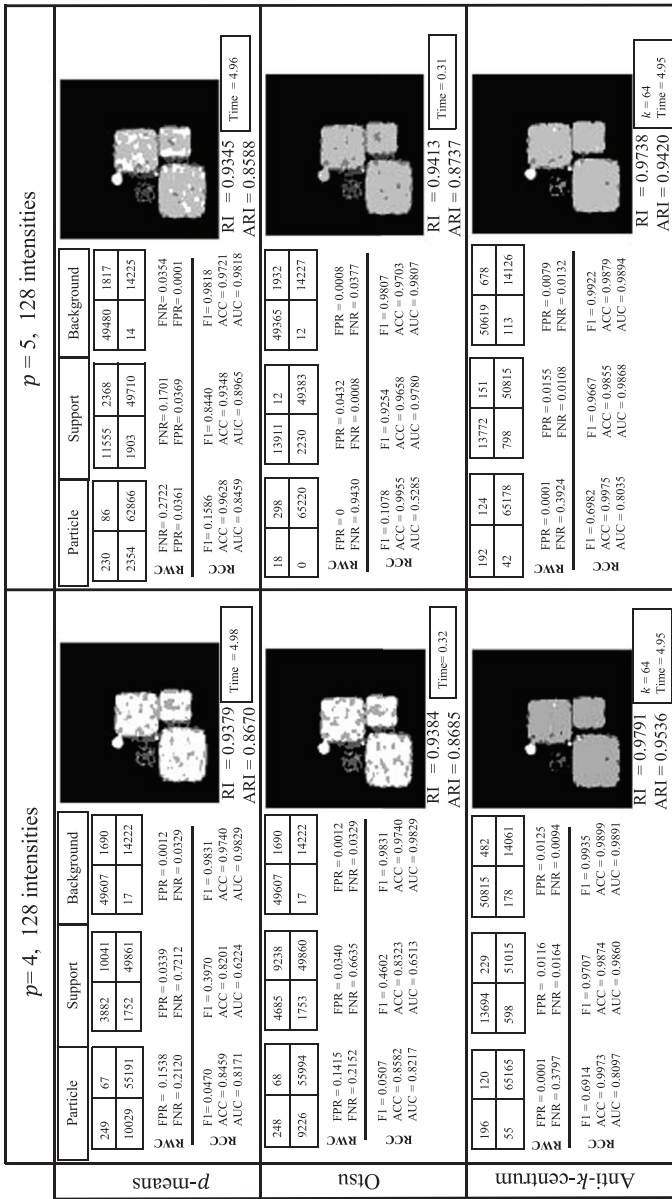 p=4, 128 intensities
p = 5, 128 intensities
p-means
Particle
Support
Background
249 67
10029 55191
3882 10041
1752 49861
49607 1690
17 14222
RWC
FPR = 0.1538
FNR = 0.2120
FPR = 0.0339
FNR = 0.7212
FPR = 0.0012
FNR = 0.0329
RCC
F1= 0.0470
ACC = 0.8459
AUC = 0.8171
F1= 0.3970
ACC = 0.8201
AUC = 0.6224
F1 = 0.9831
ACC = 0.9740
AUC = 0.9829
RI = 0.9379
ARI = 0.8670
Time = 4.98
Particle
Support
Background
230 86
2354 62866
11555 2368
1903 49710
49480 1817
14 14225
RWC
FNR= 0.2722
FPR= 0.0361
FNR= 0.1701
FPR= 0.0369
FNR= 0.0354
FPR= 0.0001
RCC
F1= 0.1586
ACC = 0.9628
AUC = 0.8459
F1= 0.8440
ACC = 0.9348
AUC = 0.8965
F1= 0.9818
ACC = 0.9721
AUC = 0.9818
RI = 0.9345
ARI = 0.8588
Time = 4.96
Otsu
248 68
9226 55994
4685 9238
1753 49860
49607 1690
17 14222
RWC
FPR = 0.1415
FNR = 0.2152
FPR = 0.0340
FNR = 0.6635
FPR = 0.0012
FNR = 0.0329
RCC
F1 = 0.0507
ACC = 0.8582
AUC = 0.8217
F1 = 0.4602
ACC = 0.8323
AUC = 0.6513
F1 = 0.9831
ACC = 0.9740
AUC = 0.9829
RI = 0.9384
ARI = 0.8685
Time= 0.32
18 298
0 65220
13911 12
2230 49383
49365 1932
12 14227
RWC
FPR = 0
FNR = 0.9430
FPR = 0.0432
FNR = 0.0008
FPR = 0.0008
FNR = 0.0377
RCC
F1 = 0.1078
ACC = 0.9955
AUC = 0.5285
F1 = 0.9254
ACC = 0.9658
AUC = 0.9780
F1 = 0.9807
ACC = 0.9703
AUC = 0.9807
RI = 0.9413
ARI = 0.8737
Time = 0.31
Anti-k-centrum
196 120
55 65165
13694 229
598 51015
50815 482
178 14061
RWC
FPR = 0.0001
FNR = 0.3797
FPR = 0.0116
FNR = 0.0164
FPR = 0.0125
FNR = 0.0094
RCC
F1 = 0.6914
ACC = 0.9973
AUC = 0.8097
F1 = 0.9707
ACC = 0.9874
AUC = 0.9860
F1 = 0.9935
ACC = 0.9899
AUC = 0.9891
RI = 0.9791
ARI = 0.9536
k = 64
Time = 4.95
192 124
42 65178
13772 151
798 50815
50619 678
113 14126
RWC
FPR = 0.0001
FNR = 0.3924
FPR = 0.0155
FNR = 0.0108
FPR = 0.0079
FNR = 0.0132
RCC
F1 = 0.6982
ACC = 0.9975
AUC = 0.8035
F1 = 0.9667
ACC = 0.9855
AUC = 0.9868
F1 = 0.9922
ACC = 0.9879
AUC = 0.9894
RI = 0.9738
ARI = 0.9420
k = 64
Time = 4.95